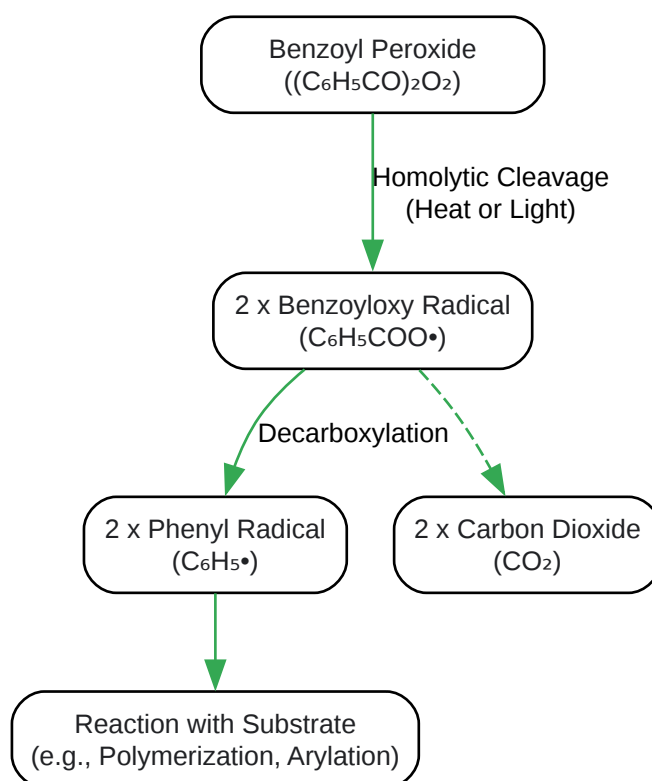 Benzoyl Peroxide
((C₆H₅CO)₂O₂)
Homolytic Cleavage
(Heat or Light)
2 x Benzoyloxy Radical
(C₆H₅COO•)
Decarboxylation
2 x Phenyl Radical
(C₆H₅•)
2 x Carbon Dioxide
(CO₂)
Reaction with Substrate
(e.g., Polymerization, Arylation)